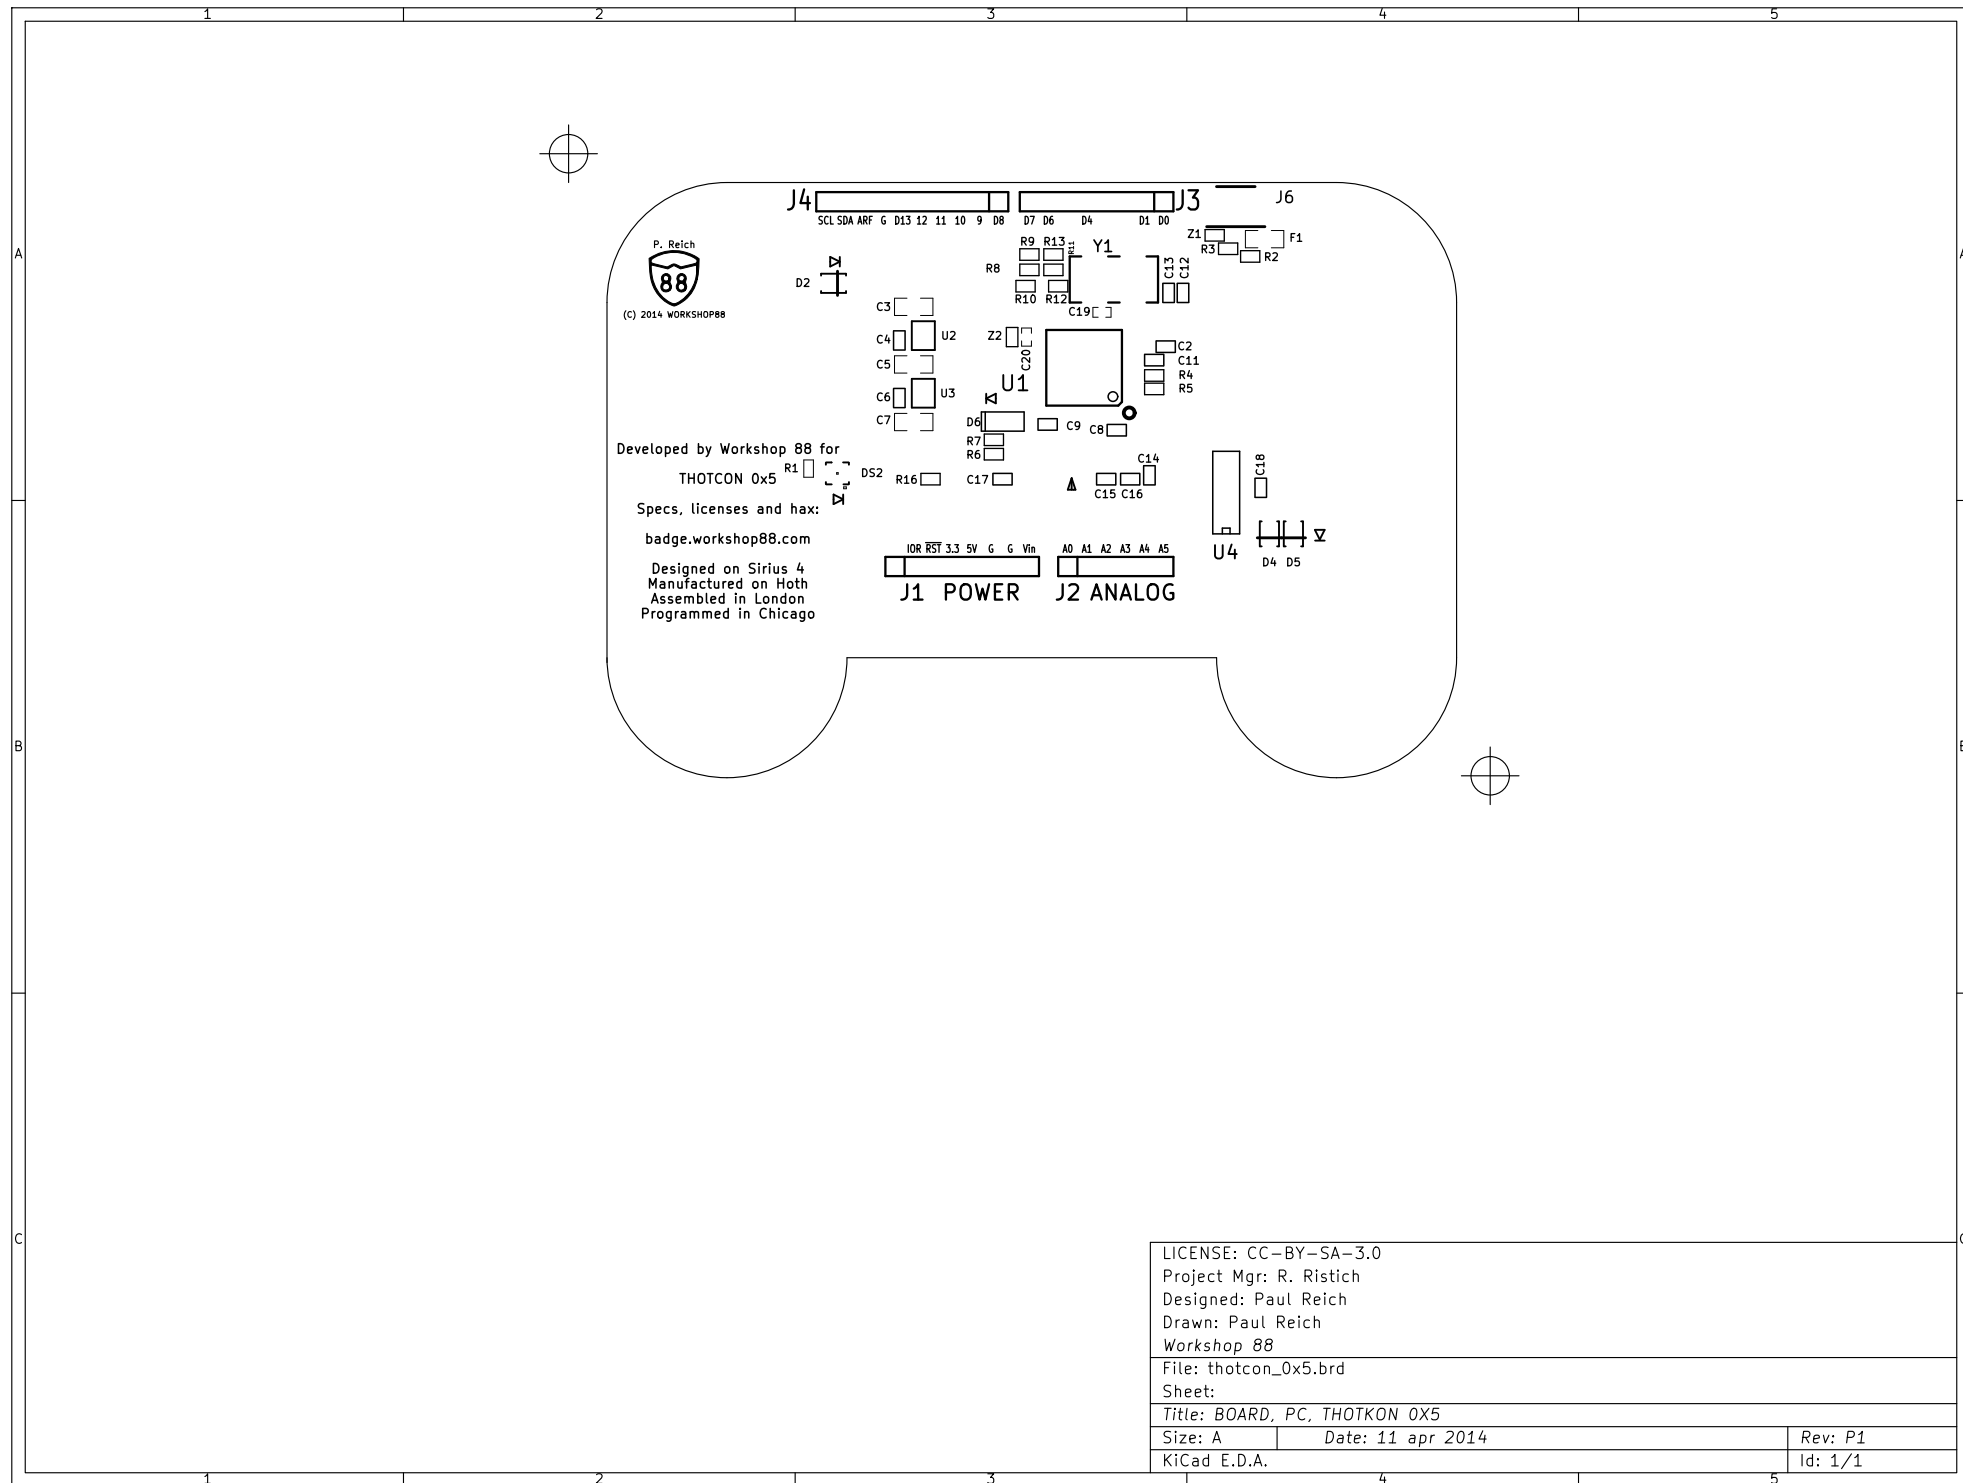 1 2 3 4 5
J4 J3 J6
SCL SDA ARF G D13 12 11 10 9 D8 D7 D6 D4 D1 D0
Z1 F1
P. Reich
R9 R13 R11 Y1
R3 R2
A
88
D2
R8
C13 C12
R10 R12
(C) 2014 WORKSHOP88
C3
C19
C4 U2
Z2
C20
C2
C5
C11
U1
R4
C6 U3
R5
C7
D6
C9 C8
R7
Developed by Workshop 88 for
R6
C14
C18
THOTCON 0x5
R1 DS2
R16 C17
C15 C16
Specs, licenses and hax:
badge.workshop88.com
IOR RST 3.3 5V G G Vin
A0 A1 A2 A3 A4 A5
U4
D4 D5
Designed on Sirius 4
Manufactured on Hoth
Assembled in London
Programmed in Chicago
J1 POWER
J2 ANALOG
B
C
LICENSE: CC-BY-SA-3.0
Project Mgr: R. Ristich
Designed: Paul Reich
Drawn: Paul Reich
Workshop 88
File: thotcon_0x5.brd
Sheet:
Title: BOARD, PC, THOTKON 0X5
Size: A Date: 11 apr 2014 Rev: P1
KiCad E.D.A. Id: 1/1
1 2 3 4 5